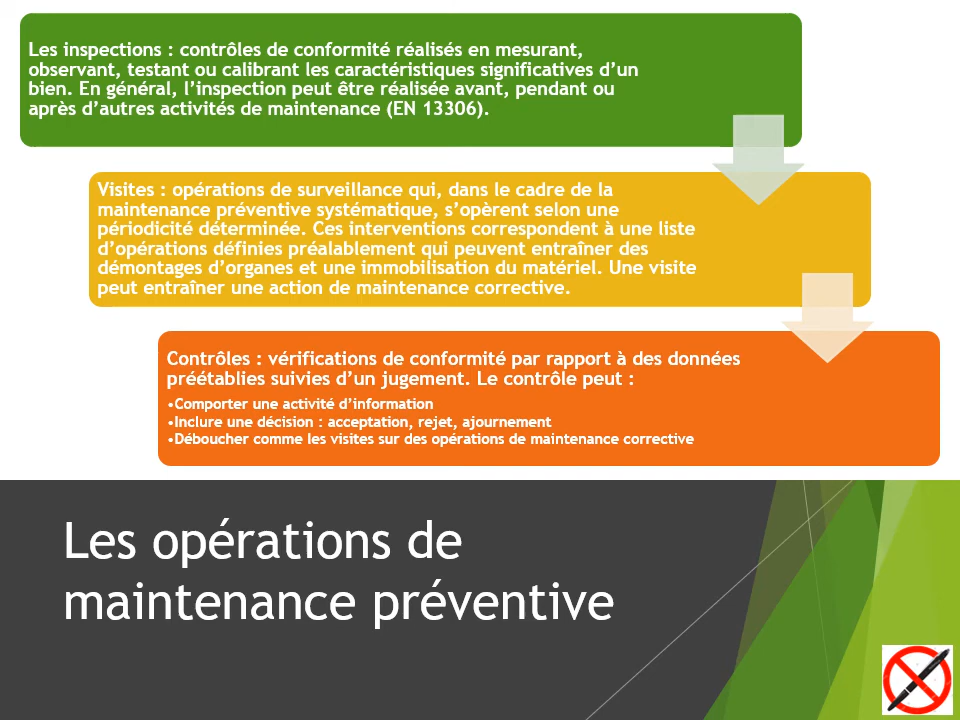 Les inspections : contrôles de conformité réalisés en mesurant,
observant, testant ou calibrant les caractéristiques significatives d’un
bien. En général, l’inspection peut être réalisée avant, pendant ou
après d’autres activités de maintenance (EN 13306).
Visites : opérations de surveillance qui, dans le cadre de la
maintenance préventive systématique, s’opèrent selon une
périodicité déterminée. Ces interventions correspondent à une liste
d’opérations définies préalablement qui peuvent entraîner des
démontages d’organes et une immobilisation du matériel. Une visite
peut entraîner une action de maintenance corrective.
Contrôles : vérifications de conformité par rapport à des données
préétablies suivies d’un jugement. Le contrôle peut :
•Comporter une activité d’information
•Inclure une décision : acceptation, rejet, ajournement
•Déboucher comme les visites sur des opérations de maintenance corrective
Les opérations de
maintenance préventive